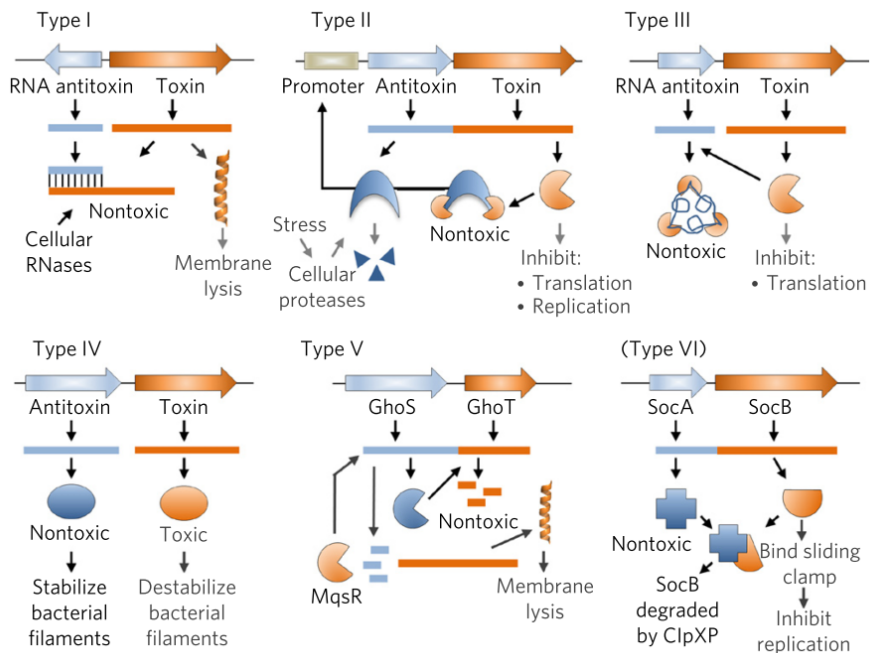 Type I
RNA antitoxin
Toxin
Nontoxic
Cellular
RNases
Membrane
lysis
Type II
Promoter
Antitoxin
Toxin
Stress
Cellular
proteases
Nontoxic
Inhibit:
• Translation
• Replication
Type III
RNA antitoxin
Toxin
Nontoxic
Inhibit:
• Translation
Type IV
Antitoxin
Toxin
Nontoxic
Toxic
Stabilize
bacterial
filaments
Destabilize
bacterial
filaments
Type V
GhoS
GhoT
Nontoxic
MqsR
Membrane
lysis
(Type VI)
SocA
SocB
Nontoxic
Bind sliding
clamp
SocB
degraded
by ClpXP
Inhibit
replication